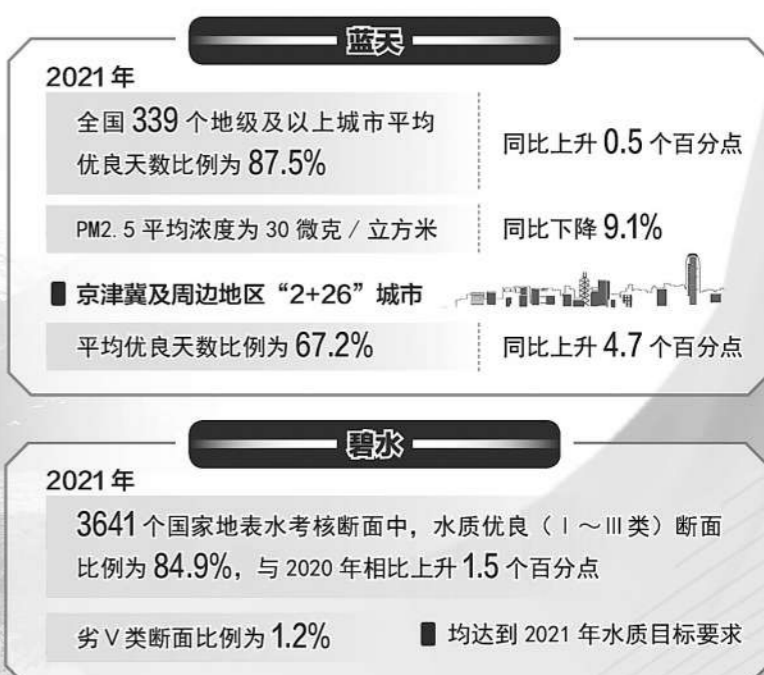 蓝天
2021年
全国 339 个地级及以上城市平均
优良天数比例为 87.5%
同比上升 0.5 个百分点
PM2.5 平均浓度为 30 微克 / 立方米
同比下降 9.1%
京津冀及周边地区“2+26”城市
平均优良天数比例为 67.2%
同比上升 4.7 个百分点
碧水
2021年
3641 个国家地表水考核断面中，水质优良（Ⅰ～Ⅲ类）断面
比例为 84.9%，与 2020 年相比上升 1.5 个百分点
劣Ⅴ类断面比例为 1.2%
均达到 2021 年水质目标要求